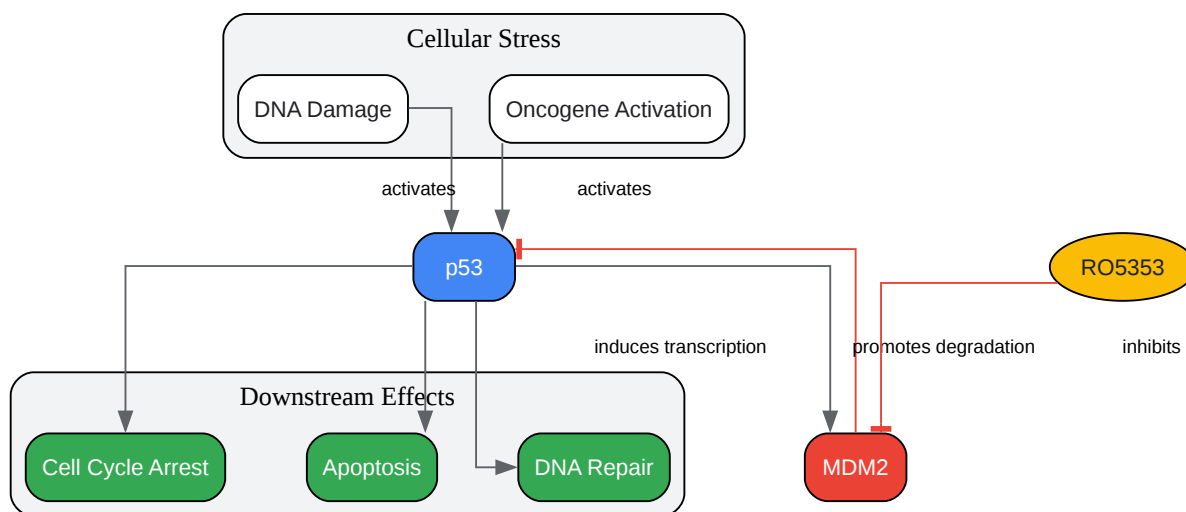 Cellular Stress
DNA Damage
Oncogene Activation
activates
activates
p53
RO5353
induces transcription
promotes degradation
inhibits
Downstream Effects
Cell Cycle Arrest
Apoptosis
DNA Repair
MDM2